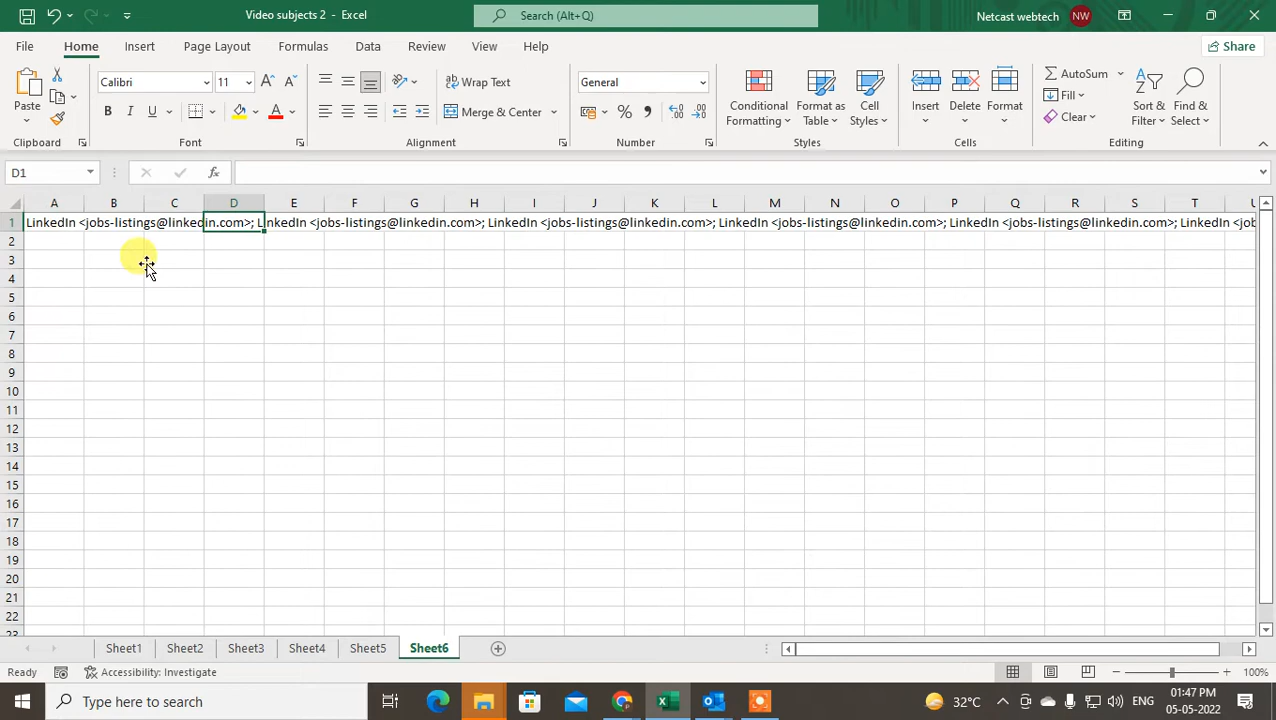 Video subjects 2 - Excel
Search (Alt+Q)
Netcast webtech NW
File Home Insert Page Layout Formulas Data Review View Help Share
Paste
Calibri 11
B I U
Wrap Text
Merge & Center
General
Conditional Formatting
Format as Table
Cell Styles
Insert Delete Format
AutoSum
Fill
Clear
Sort & Filter
Find & Select
Clipboard Font Alignment Number Styles Cells Editing
D1 fx
A B C D E F G H I J K L M N O P Q R S T U
1 LinkedIn <jobs-listings@linkedin.com>; LinkedIn <jobs-listings@linkedin.com>; LinkedIn <jobs-listings@linkedin.com>; LinkedIn <jobs-listings@linkedin.com>; LinkedIn <jobs-listings@linkedin.com>; LinkedIn <job
2
3
4
5
6
7
8
9
10
11
12
13
14
15
16
17
18
19
20
21
22
23
Sheet1 Sheet2 Sheet3 Sheet4 Sheet5 Sheet6
Ready Accessibility: Investigate 100%
Type here to search
32°C ENG
01:47 PM
05-05-2022